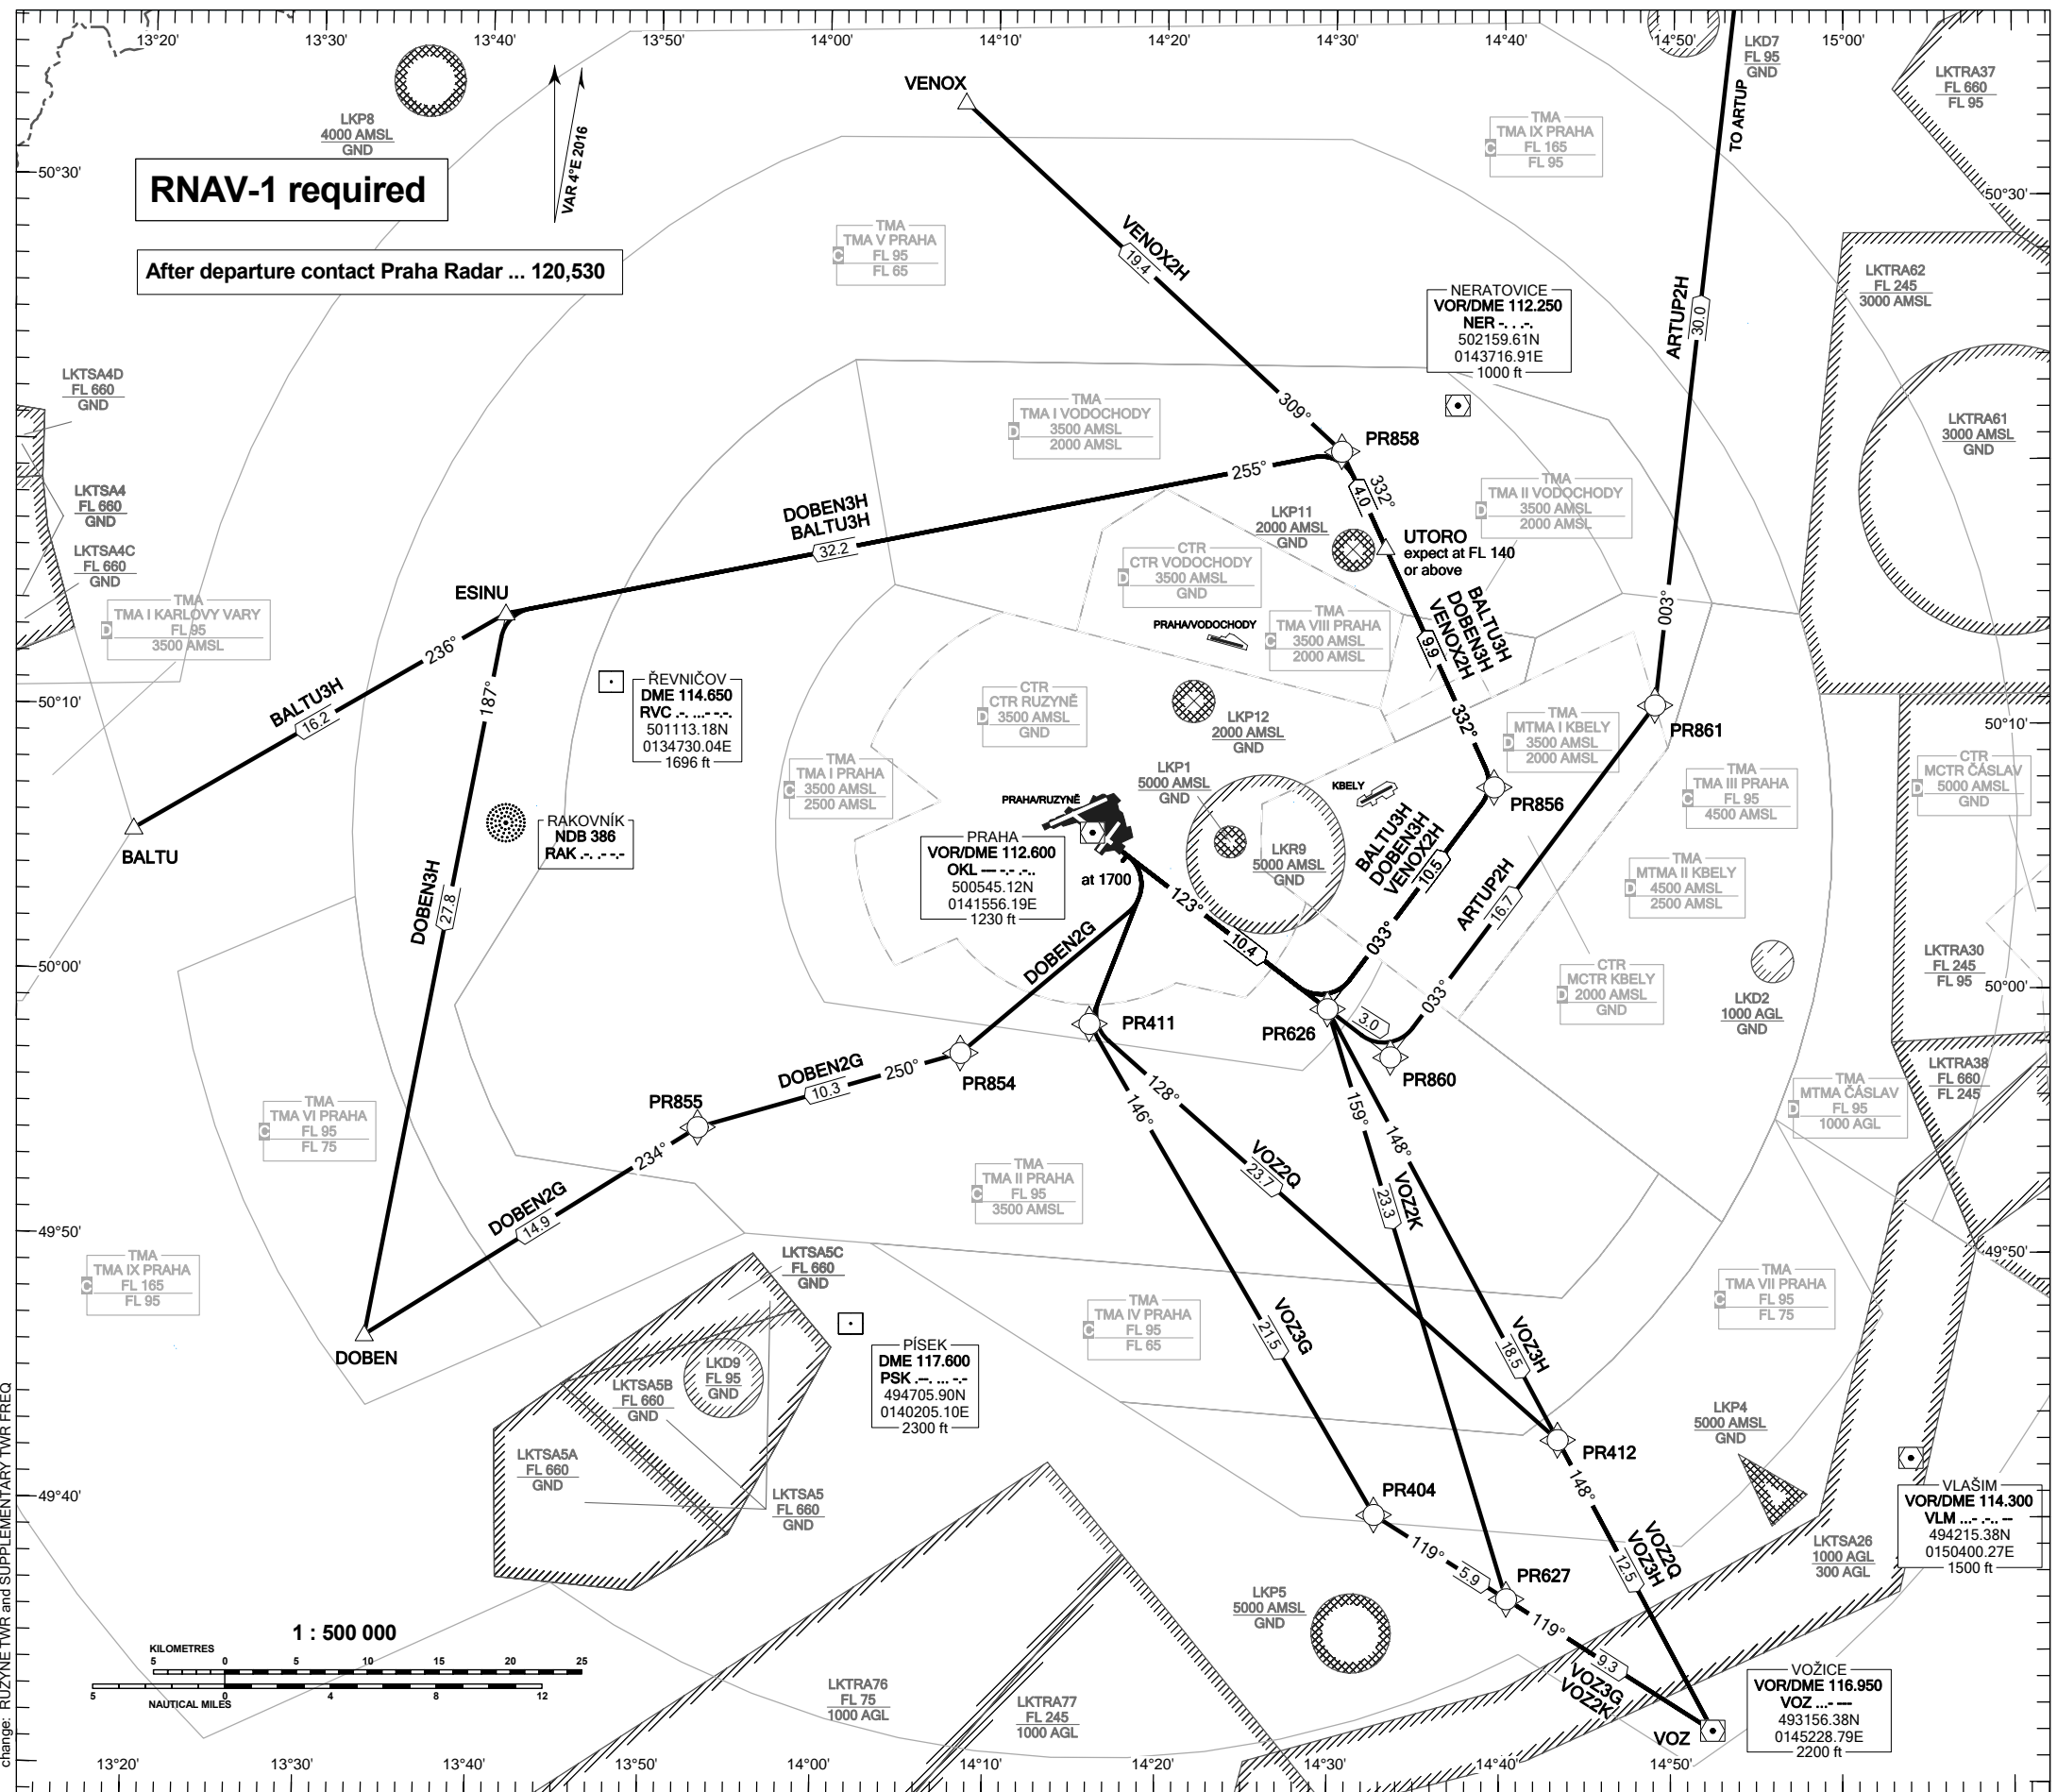 13°20'
13°30'
13°40'
13°50'
14°00'
14°10'
14°20'
14°30'
14°40'
14°50'
15°00'
LKP8
4000 AMSL
GND
VAR 4°E 2016
RNAV-1 required
After departure contact Praha Radar ... 120,530
50°30'
50°30'
VENOX
VENOX2H
19.4
309°
TMA
TMA V PRAHA
C
FL 95
FL 65
TMA
TMA IX PRAHA
C
FL 165
FL 95
LKD7
FL 95
GND
TO ARTUP
LKTRA37
FL 660
FL 95
LKTRA62
FL 245
3000 AMSL
NERATOVICE
VOR/DME 112.250
NER -. . .-.
502159.61N
0143716.91E
1000 ft
ARTUP2H
30.0
003°
LKTSA4D
FL 660
GND
LKTSA4
FL 660
GND
LKTSA4C
FL 660
GND
TMA
TMA I VODOCHODY
D
3500 AMSL
2000 AMSL
LKTRA61
3000 AMSL
GND
PR858
255°
DOBEN3H
BALTU3H
32.2
332°
4.0
TMA
TMA II VODOCHODY
D
3500 AMSL
2000 AMSL
LKP11
2000 AMSL
GND
UTORO
expect at FL 140
or above
CTR
CTR VODOCHODY
D
3500 AMSL
GND
ESINU
TMA
TMA I KARLOVY VARY
D
FL 95
3500 AMSL
236°
BALTU3H
16.2
BALTU
187°
PRAHA/VODOCHODY
TMA
TMA VIII PRAHA
C
3500 AMSL
2000 AMSL
BALTU3H
DOBEN3H
VENOX2H
9.9
332°
ŘEVNIČOV
DME 114.650
RVC .-. ...- -.-.
501113.18N
0134730.04E
1696 ft
CTR
CTR RUZYNĚ
D
3500 AMSL
GND
LKP12
2000 AMSL
GND
TMA
MTMA I KBELY
D
3500 AMSL
2000 AMSL
50°10'
50°10'
PR861
TMA
TMA I PRAHA
C
3500 AMSL
2500 AMSL
LKP1
5000 AMSL
GND
KBELY
PR856
TMA
TMA III PRAHA
C
FL 95
4500 AMSL
CTR
MCTR ČÁSLAV
D
5000 AMSL
GND
RAKOVNÍK
NDB 386
RAK .-. .- -.-
PRAHA/RUZYNĚ
PRAHA
VOR/DME 112.600
OKL --- -.- .-..
500545.12N
0141556.19E
1230 ft
at 1700
LKR9
5000 AMSL
GND
BALTU3H
DOBEN3H
VENOX2H
10.5
033°
ARTUP2H
16.7
033°
TMA
MTMA II KBELY
D
4500 AMSL
2500 AMSL
DOBEN3H
27.8
123°
10.4
DOBEN2G
CTR
MCTR KBELY
D
2000 AMSL
GND
LKD2
1000 AGL
GND
LKTRA30
FL 245
FL 95
50°00'
50°00'
PR411
PR626
3.0
PR860
PR854
250°
DOBEN2G
10.3
PR855
234°
DOBEN2G
14.9
LKTRA38
FL 660
FL 245
TMA
MTMA ČÁSLAV
D
FL 95
1000 AGL
TMA
TMA VI PRAHA
C
FL 95
FL 75
128°
146°
159°
148°
TMA
TMA II PRAHA
C
FL 95
3500 AMSL
VOZ2Q
23.7
VOZ2K
23.3
49°50'
49°50'
TMA
TMA IX PRAHA
C
FL 165
FL 95
LKTSA5C
FL 660
GND
TMA
TMA IV PRAHA
C
FL 95
FL 65
TMA
TMA VII PRAHA
C
FL 95
FL 75
VOZ3G
21.5
VOZ3H
18.5
DOBEN
LKD9
FL 95
GND
LKTSA5B
FL 660
GND
PÍSEK
DME 117.600
PSK .--. ... -.-
494705.90N
0140205.10E
2300 ft
LKTSA5A
FL 660
GND
LKTSA5
FL 660
GND
LKP4
5000 AMSL
GND
PR412
148°
PR404
119°
5.9
PR627
VOZ2Q
VOZ3H
12.5
VLAŠIM
VOR/DME 114.300
VLM ...- .-.. --
494215.38N
0150400.27E
1500 ft
49°40'
LKTSA26
1000 AGL
300 AGL
LKP5
5000 AMSL
GND
119°
9.3
VOZ3G
VOZ2K
VOZ
VOŽICE
VOR/DME 116.950
VOZ ...- --- --..
493156.38N
0145228.79E
2200 ft
1 : 500 000
KILOMETRES
5 0 5 10 15 20 25
5 0 4 8 12
NAUTICAL MILES
LKTRA76
FL 75
1000 AGL
LKTRA77
FL 245
1000 AGL
13°20'
13°30'
13°40'
13°50'
14°00'
14°10'
14°20'
14°30'
14°40'
14°50'
change: RUZYNĚ TWR and SUPPLEMENTARY TWR FREQ